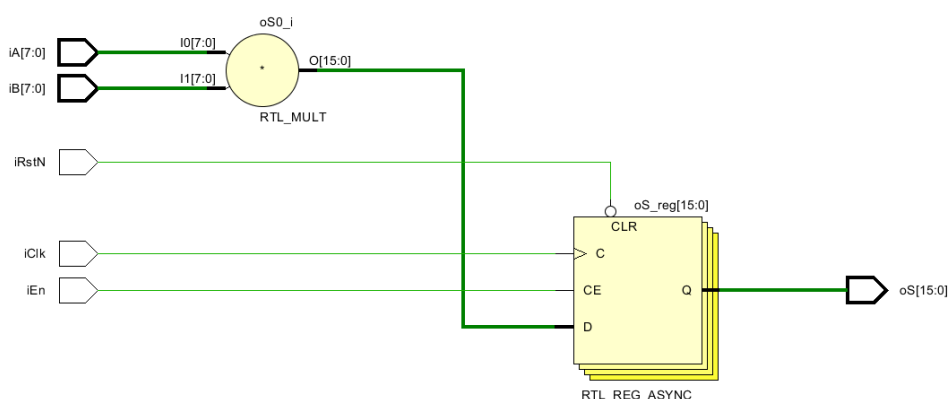 oS0_i
iA[7:0]
I0[7:0]
O[15:0]
*
iB[7:0]
I1[7:0]
RTL_MULT
iRstN
oS_reg[15:0]
CLR
iClk
C
iEn
CE
Q
oS[15:0]
D
RTL_REG_ASYNC